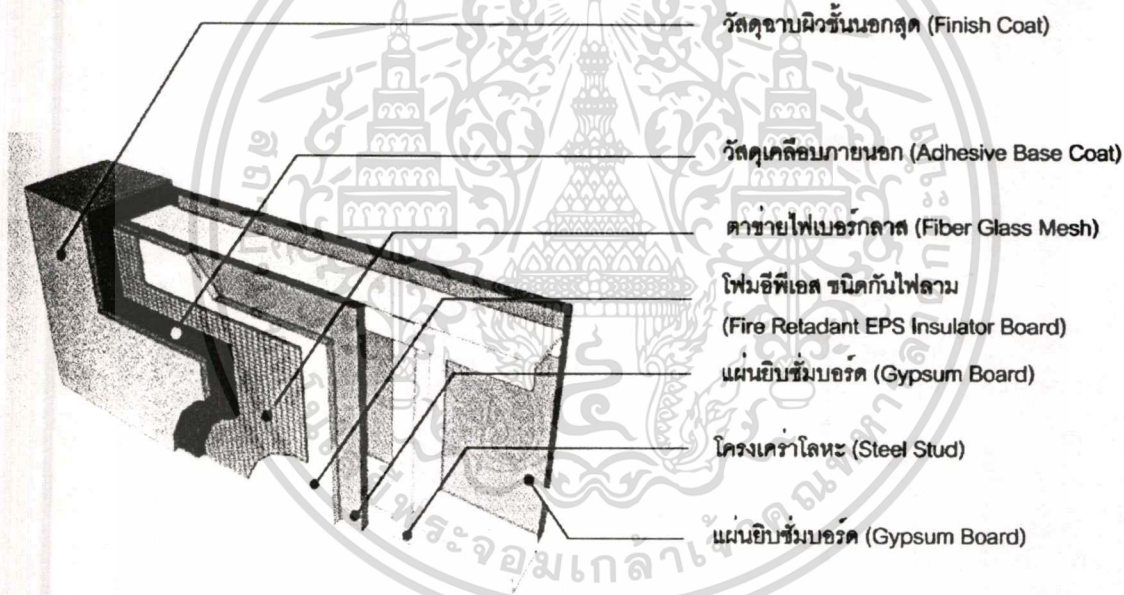 วัสดุฉาบผิวชั้นนอกสุด (Finish Coat)
วัสดุเคลือบภายนอก (Adhesive Base Coat)
ตาข่ายไฟเบอร์กลาส (Fiber Glass Mesh)
โฟมอีพีเอส ชนิดกันไฟลาม
(Fire Retadant EPS Insulator Board)
แผ่นยิบซั่มบอร์ด (Gypsum Board)
โครงเคร่าโลหะ (Steel Stud)
แผ่นยิบซั่มบอร์ด (Gypsum Board)